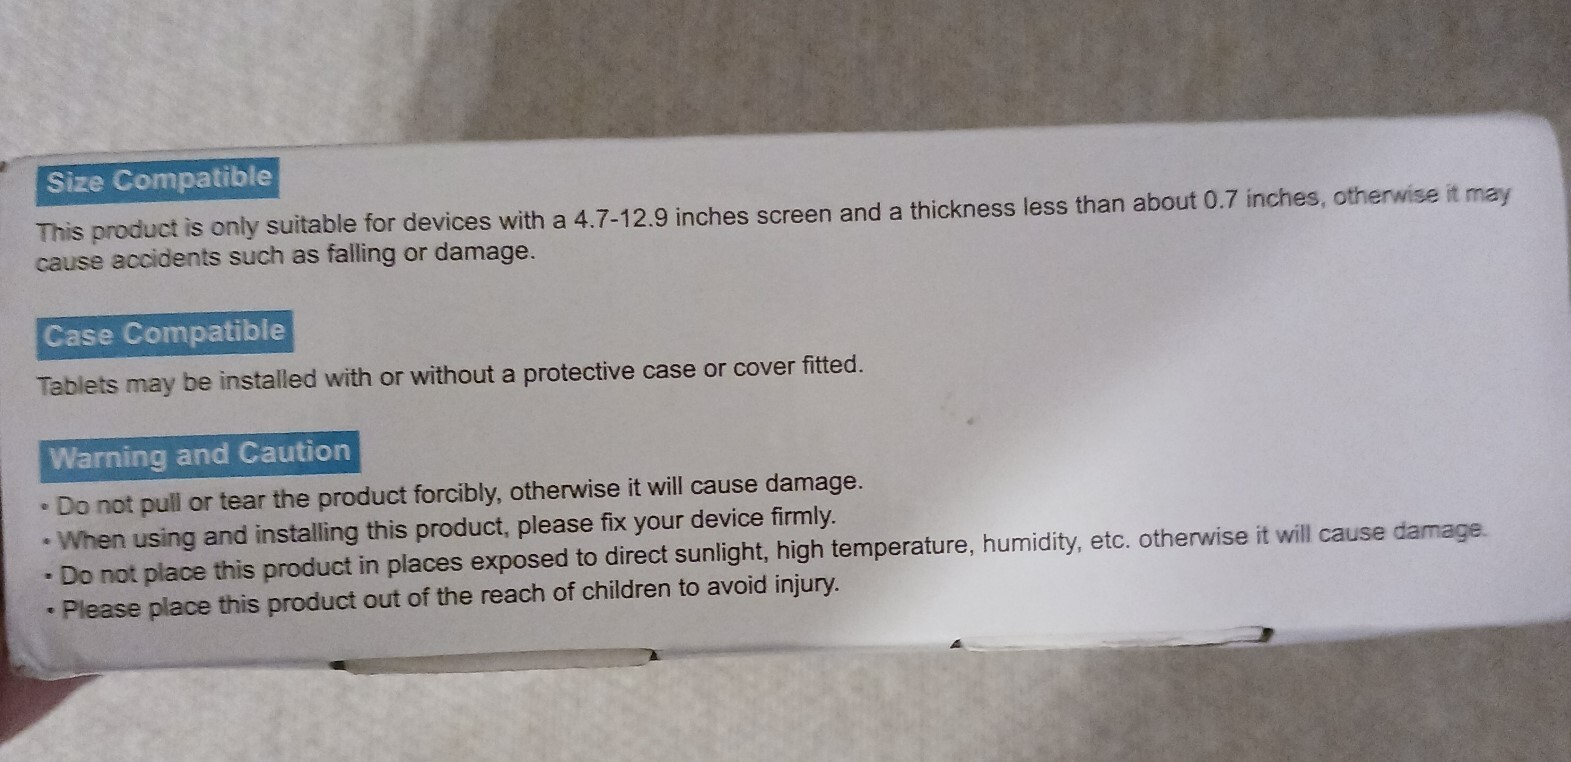 Size Compatible
This product is only suitable for devices with a 4.7-12.9 inches screen and a thickness less than about 0.7 inches, otherwise it may
cause accidents such as falling or damage.
Case Compatible
Tablets may be installed with or without a protective case or cover fitted.
Warning and Caution
• Do not pull or tear the product forcibly, otherwise it will cause damage.
• When using and installing this product, please fix your device firmly.
• Do not place this product in places exposed to direct sunlight, high temperature, humidity, etc. otherwise it will cause damage.
• Please place this product out of the reach of children to avoid injury.